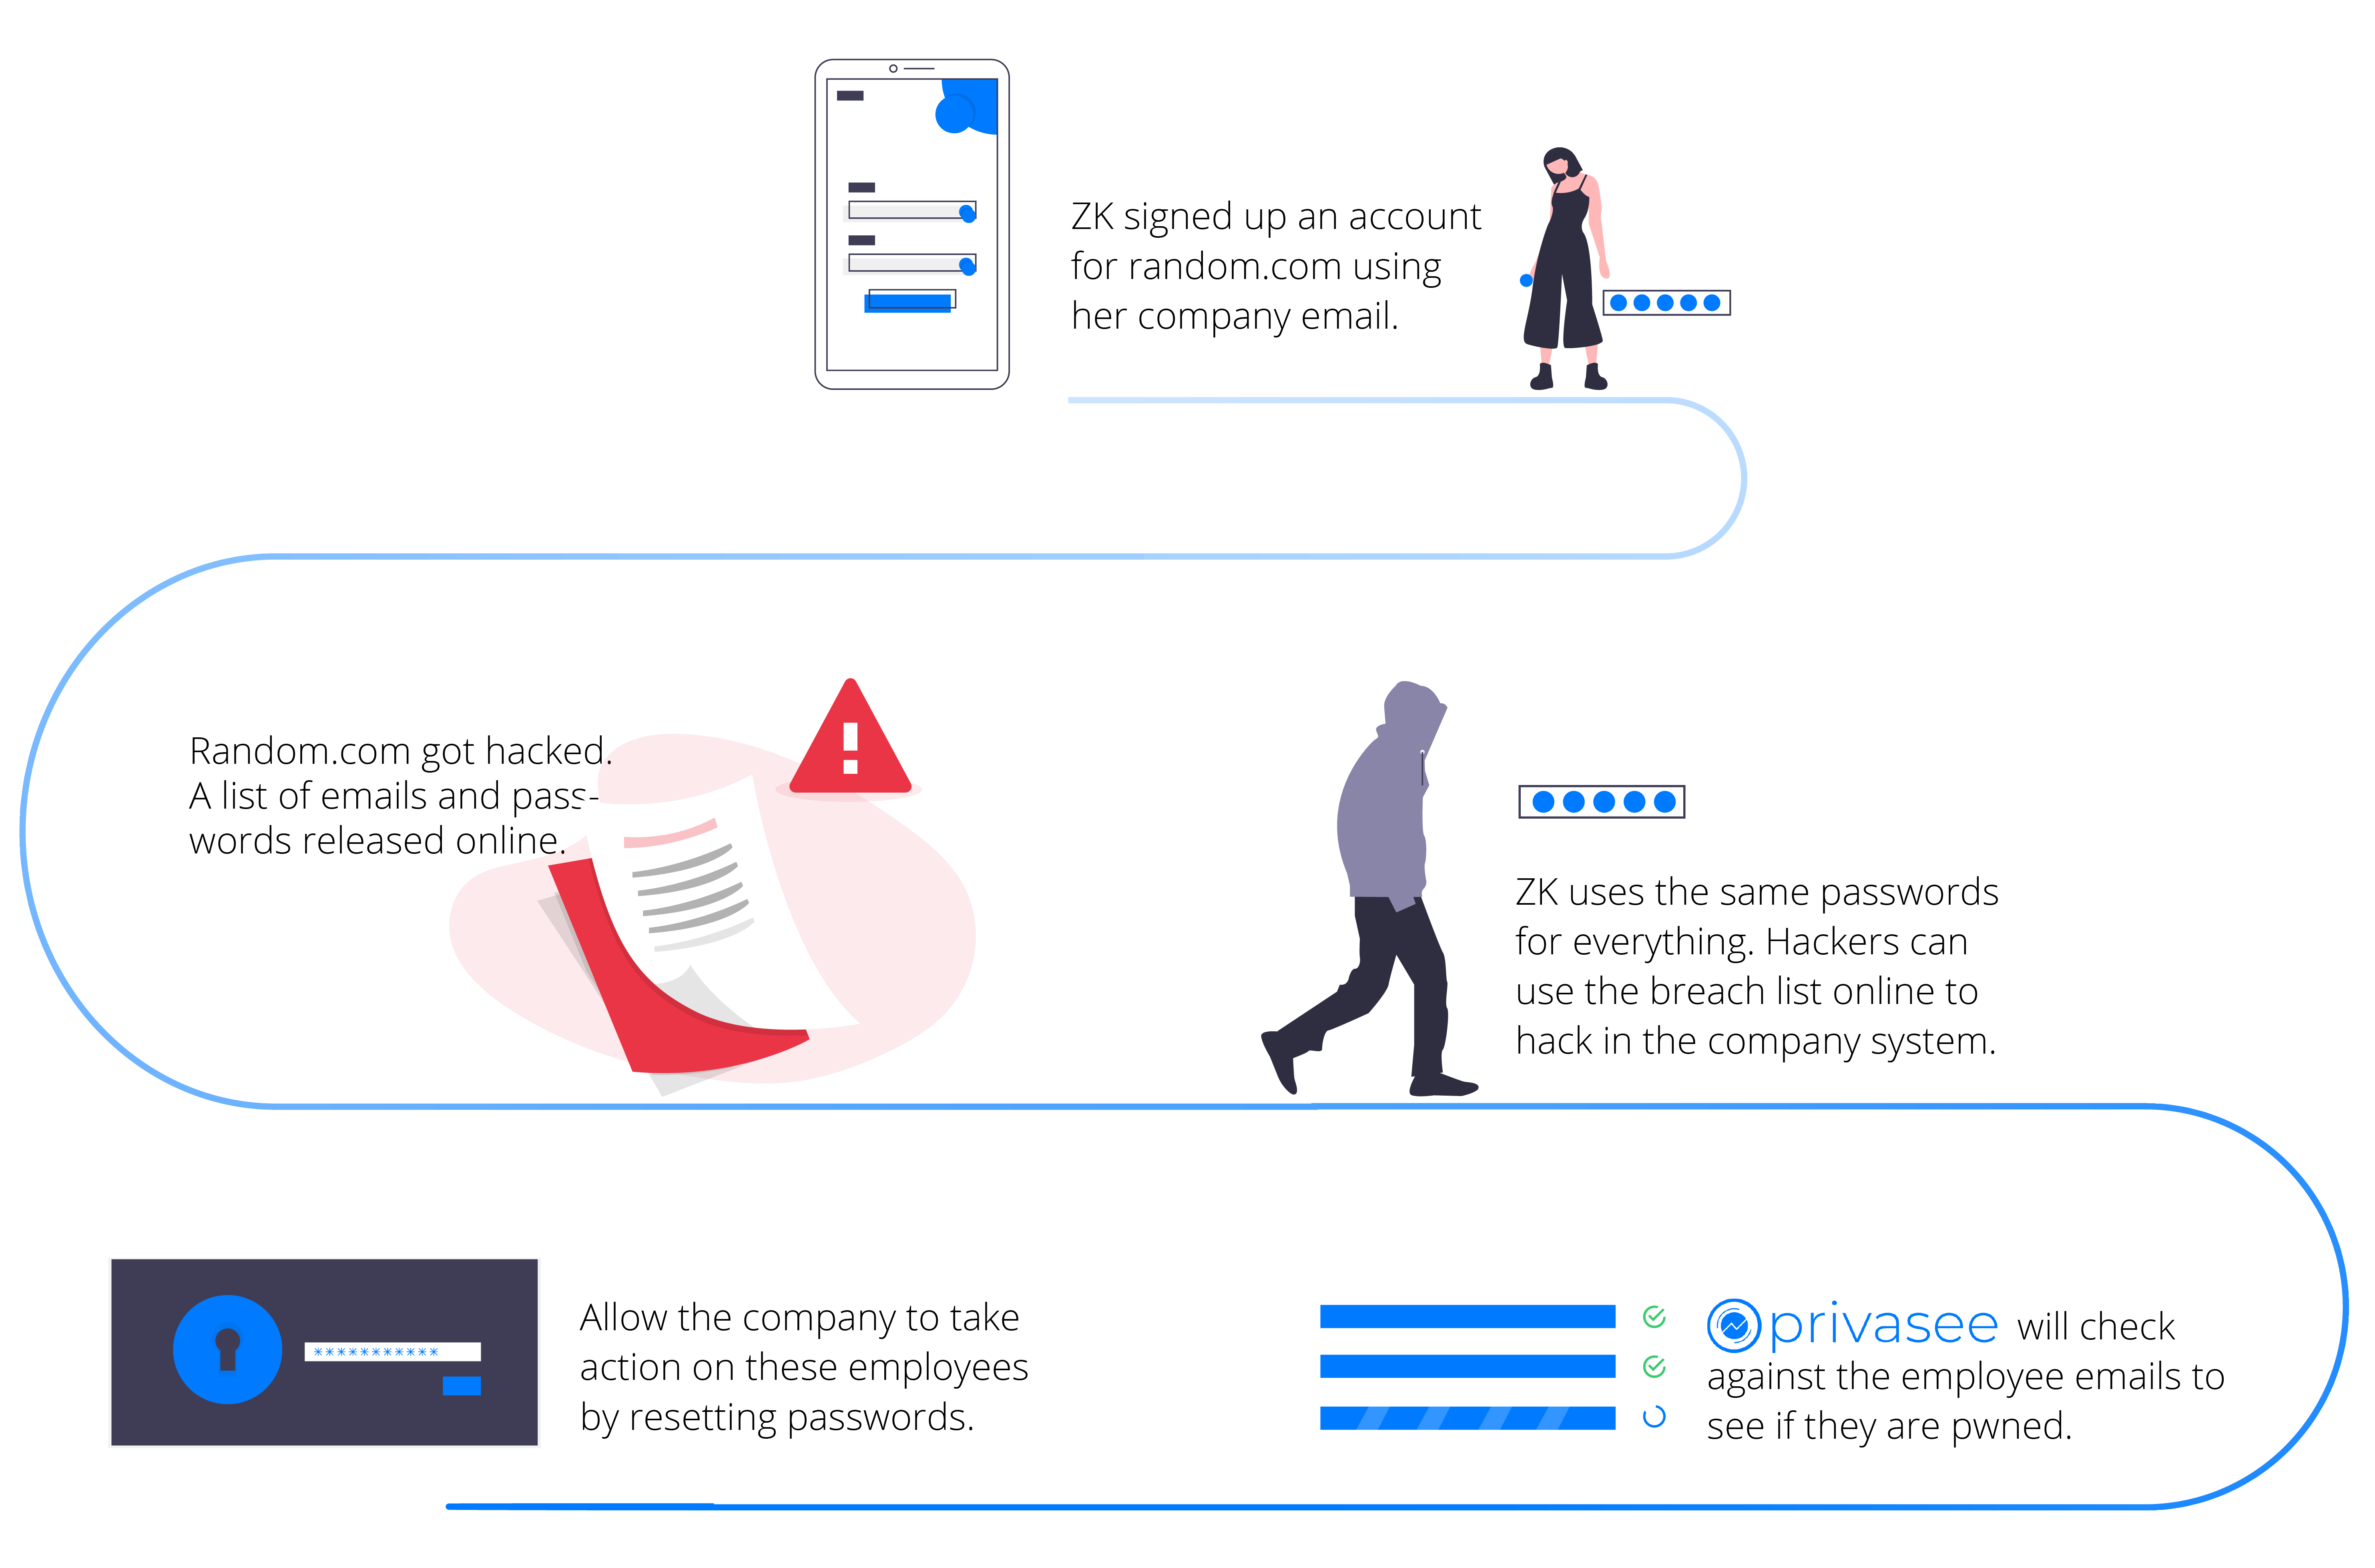 ZK signed up an account
for random.com using
her company email.
Random.com got hacked.
A list of emails and pass-
words released online.
ZK uses the same passwords
for everything. Hackers can
use the breach list online to
hack in the company system.
privasee will check
against the employee emails to
see if they are pwned.
***********
Allow the company to take
action on these employees
by resetting passwords.